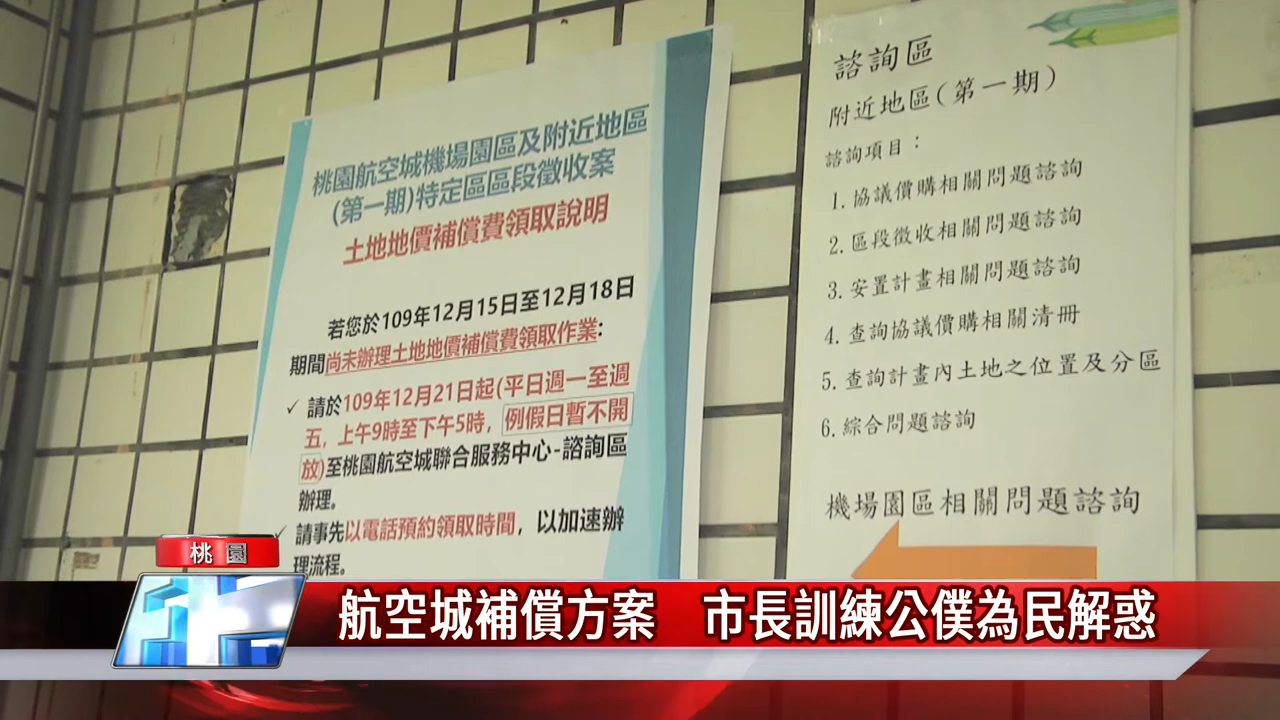 桃園航空城機場園區及附近地區
(第一期)特定區區段徵收案
土地地價補償費領取說明
若您於109年12月15日至12月18日
期間尚未辦理土地地價補償費領取作業:
✓ 請於109年12月21日起(平日週一至週
五，上午9時至下午5時，例假日暫不開
放)至桃園航空城聯合服務中心-諮詢區
辦理。
✓ 請事先以電話預約領取時間，以加速辦
理流程。
諮詢區
附近地區(第一期)
諮詢項目：
1.協議價購相關問題諮詢
2.區段徵收相關問題諮詢
3.安置計畫相關問題諮詢
4.查詢協議價購相關清冊
5.查詢計畫內土地之位置及分區
6.綜合問題諮詢
機場園區相關問題諮詢
桃園
航空城補償方案 市長訓練公僕為民解惑